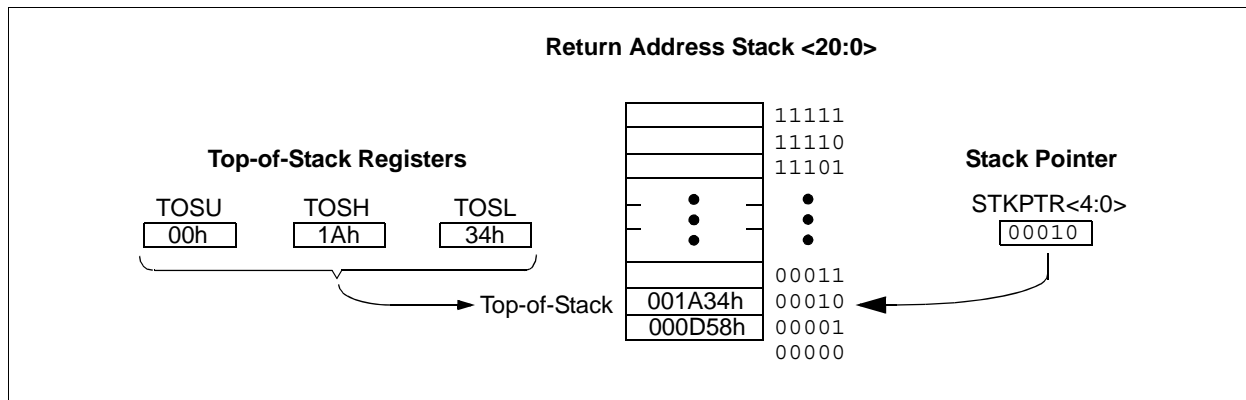 Return Address Stack <20:0>
11111
11110
11101
Top-of-Stack Registers
Stack Pointer
TOSU TOSH TOSL
00h 1Ah 34h
STKPTR<4:0>
00010
00011
Top-of-Stack 001A34h 00010
000D58h 00001
00000